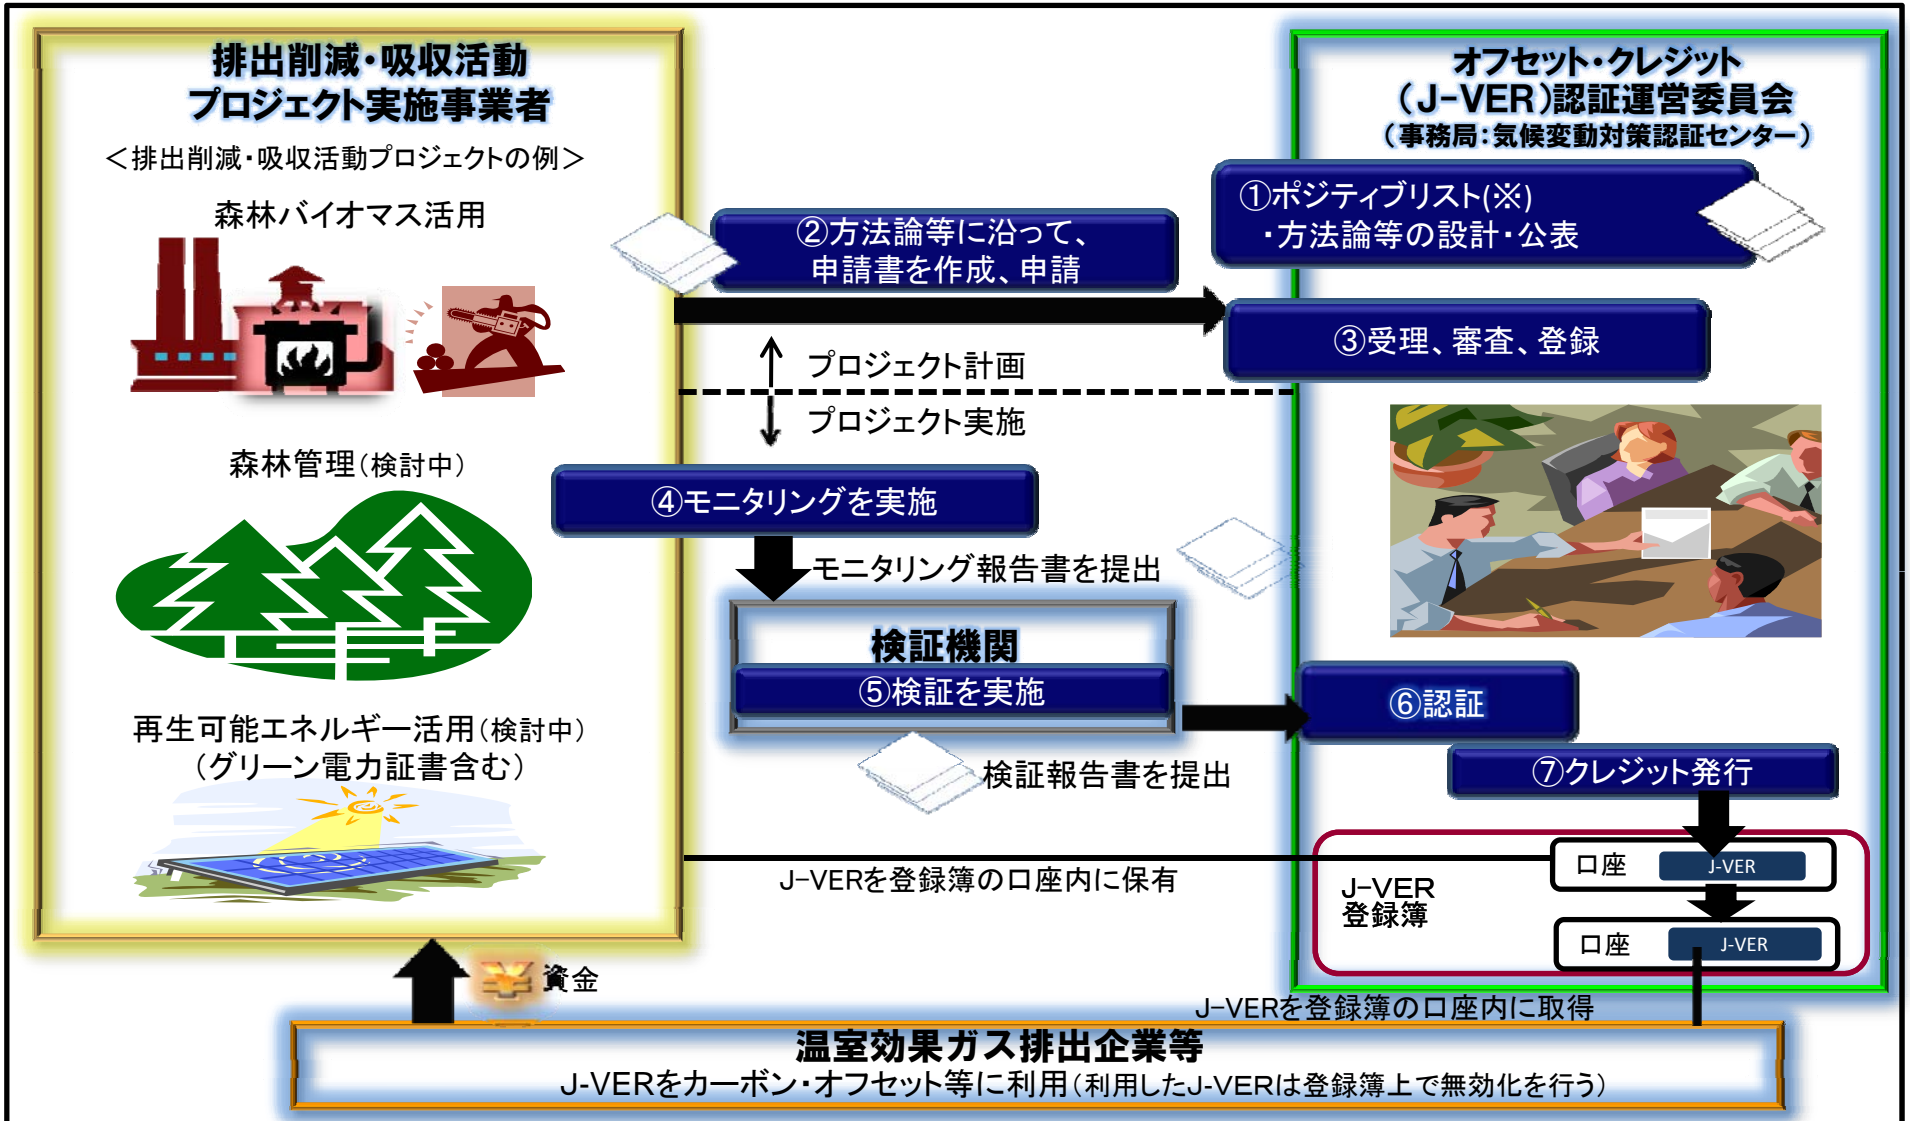 排出削減・吸収活動
プロジェクト実施事業者
＜排出削減・吸収活動プロジェクトの例＞
森林バイオマス活用
森林管理（検討中）
再生可能エネルギー活用（検討中）
（グリーン電力証書含む）
オフセット・クレジット
（J-VER）認証運営委員会
（事務局：気候変動対策認証センター）
①ポジティブリスト(※)
・方法論等の設計・公表
②方法論等に沿って、
申請書を作成、申請
③受理、審査、登録
プロジェクト計画
プロジェクト実施
④モニタリングを実施
モニタリング報告書を提出
検証機関
⑤検証を実施
検証報告書を提出
⑥認証
⑦クレジット発行
J-VERを登録簿の口座内に保有
J-VER
登録簿
口座 J-VER
口座 J-VER
¥ 資金
J-VERを登録簿の口座内に取得
温室効果ガス排出企業等
J-VERをカーボン・オフセット等に利用（利用したJ-VERは登録簿上で無効化を行う）